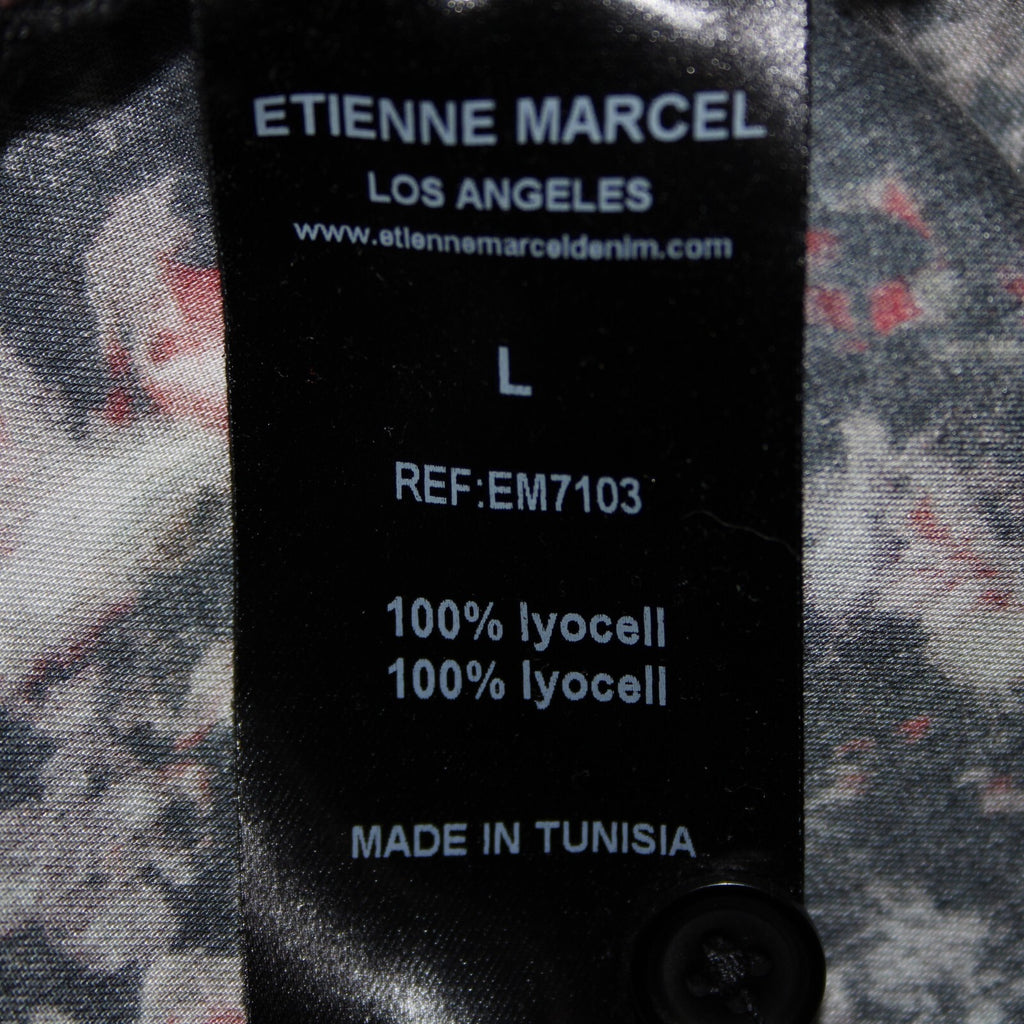 ETIENNE MARCEL
LOS ANGELES
www.etiennemarceldenim.com
L
REF:EM7103
100% lyocell
100% lyocell
MADE IN TUNISIA